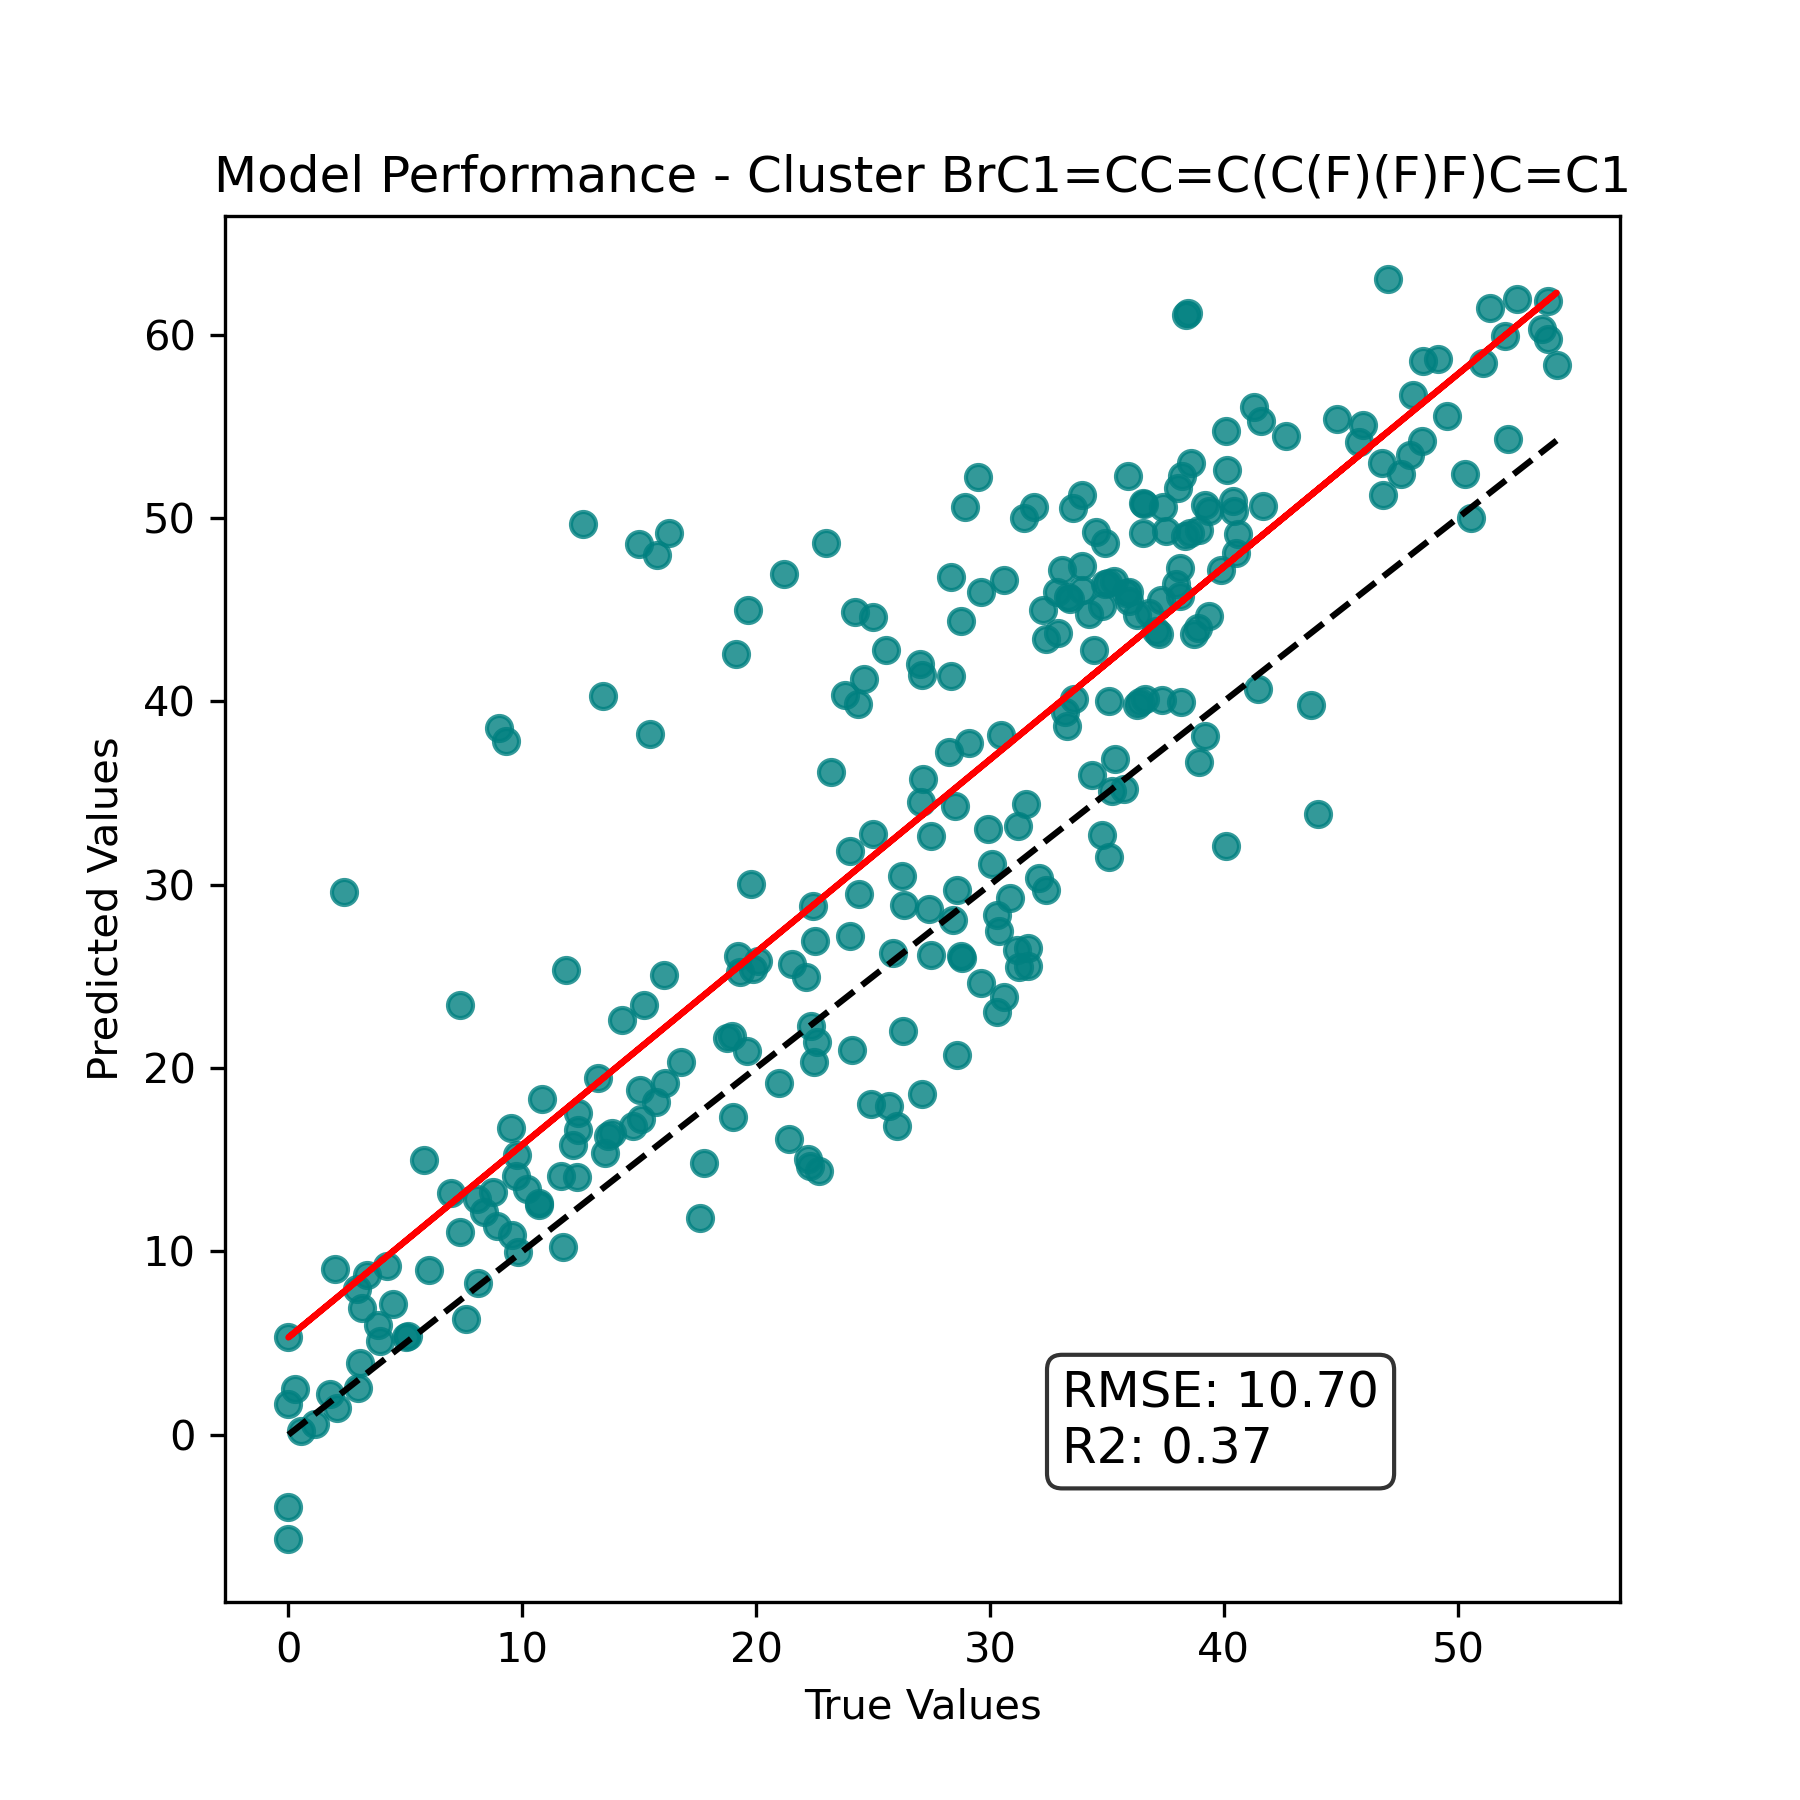 Model Performance - Cluster BrC1=CC=C(C(F)(F)F)C=C1
Predicted Values
60
50
40
30
20
10
0
RMSE: 10.70
R2: 0.37
0 10 20 30 40 50
True Values